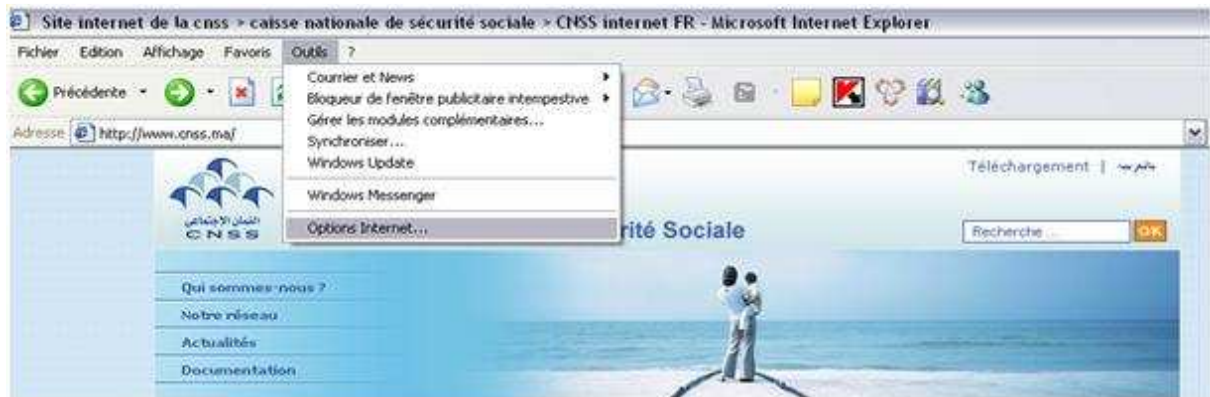 Site internet de la cnss > caisse nationale de sécurité sociale > CNSS internet FR - Microsoft Internet Explorer
Fichier Edition Affichage Favoris Outils ?
Précédente
Courrier et News
Bloqueur de fenêtre publicitaire intempestive
Gérer les modules complémentaires...
Synchroniser...
Windows Update
Windows Messenger
Options Internet...
Adresse http://www.cnss.ma/
Téléchargement |
الضمان الاجتماعي
CNSS
rité Sociale
Recherche ... OK
Qui sommes-nous ?
Notre réseau
Actualités
Documentation